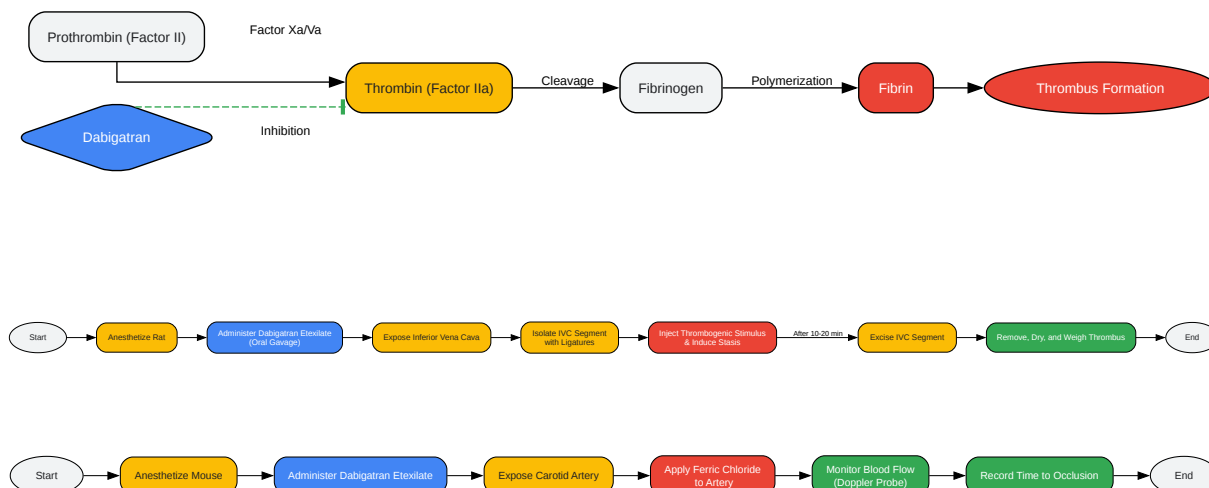 Prothrombin (Factor II)
Factor Xa/Va
Thrombin (Factor IIa)
Cleavage
Fibrinogen
Polymerization
Fibrin
Thrombus Formation
Dabigatran
Inhibition
Start
Anesthetize Rat
Administer Dabigatran Etexilate
(Oral Gavage)
Expose Inferior Vena Cava
Isolate IVC Segment
with Ligatures
Inject Thrombogenic Stimulus
& Induce Stasis
After 10-20 min
Excise IVC Segment
Remove, Dry, and Weigh Thrombus
End
Start
Anesthetize Mouse
Administer Dabigatran Etexilate
Expose Carotid Artery
Apply Ferric Chloride
to Artery
Monitor Blood Flow
(Doppler Probe)
Record Time to Occlusion
End